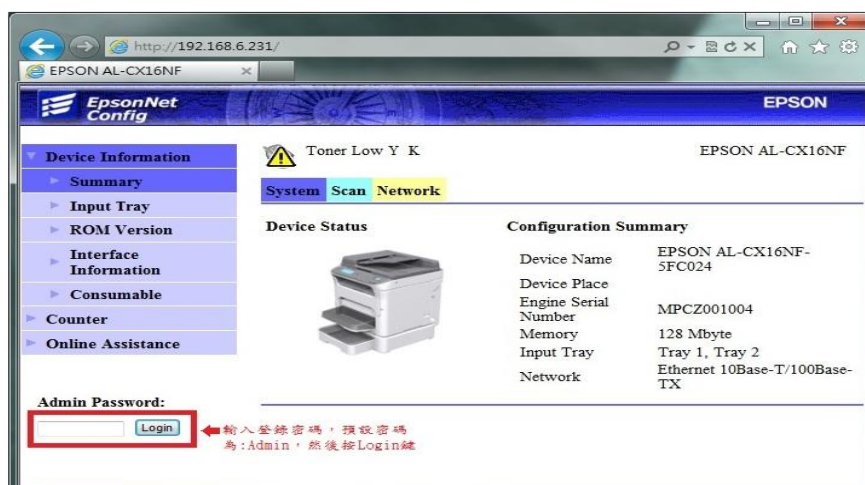 http://192.168.6.231/
EPSON AL-CX16NF
EpsonNet
Config
EPSON
Toner Low Y K
EPSON AL-CX16NF
Device Information
Summary
Input Tray
ROM Version
Interface
Information
Consumable
Counter
Online Assistance
System Scan Network
Device Status
Configuration Summary
Device Name EPSON AL-CX16NF-
5FC024
Device Place
Engine Serial
Number MPCZ001004
Memory 128 Mbyte
Input Tray Tray 1, Tray 2
Network Ethernet 10Base-T/100Base-
TX
Admin Password:
Login
輸入登錄密碼，預設密碼
為:Admin，然後按Login鍵